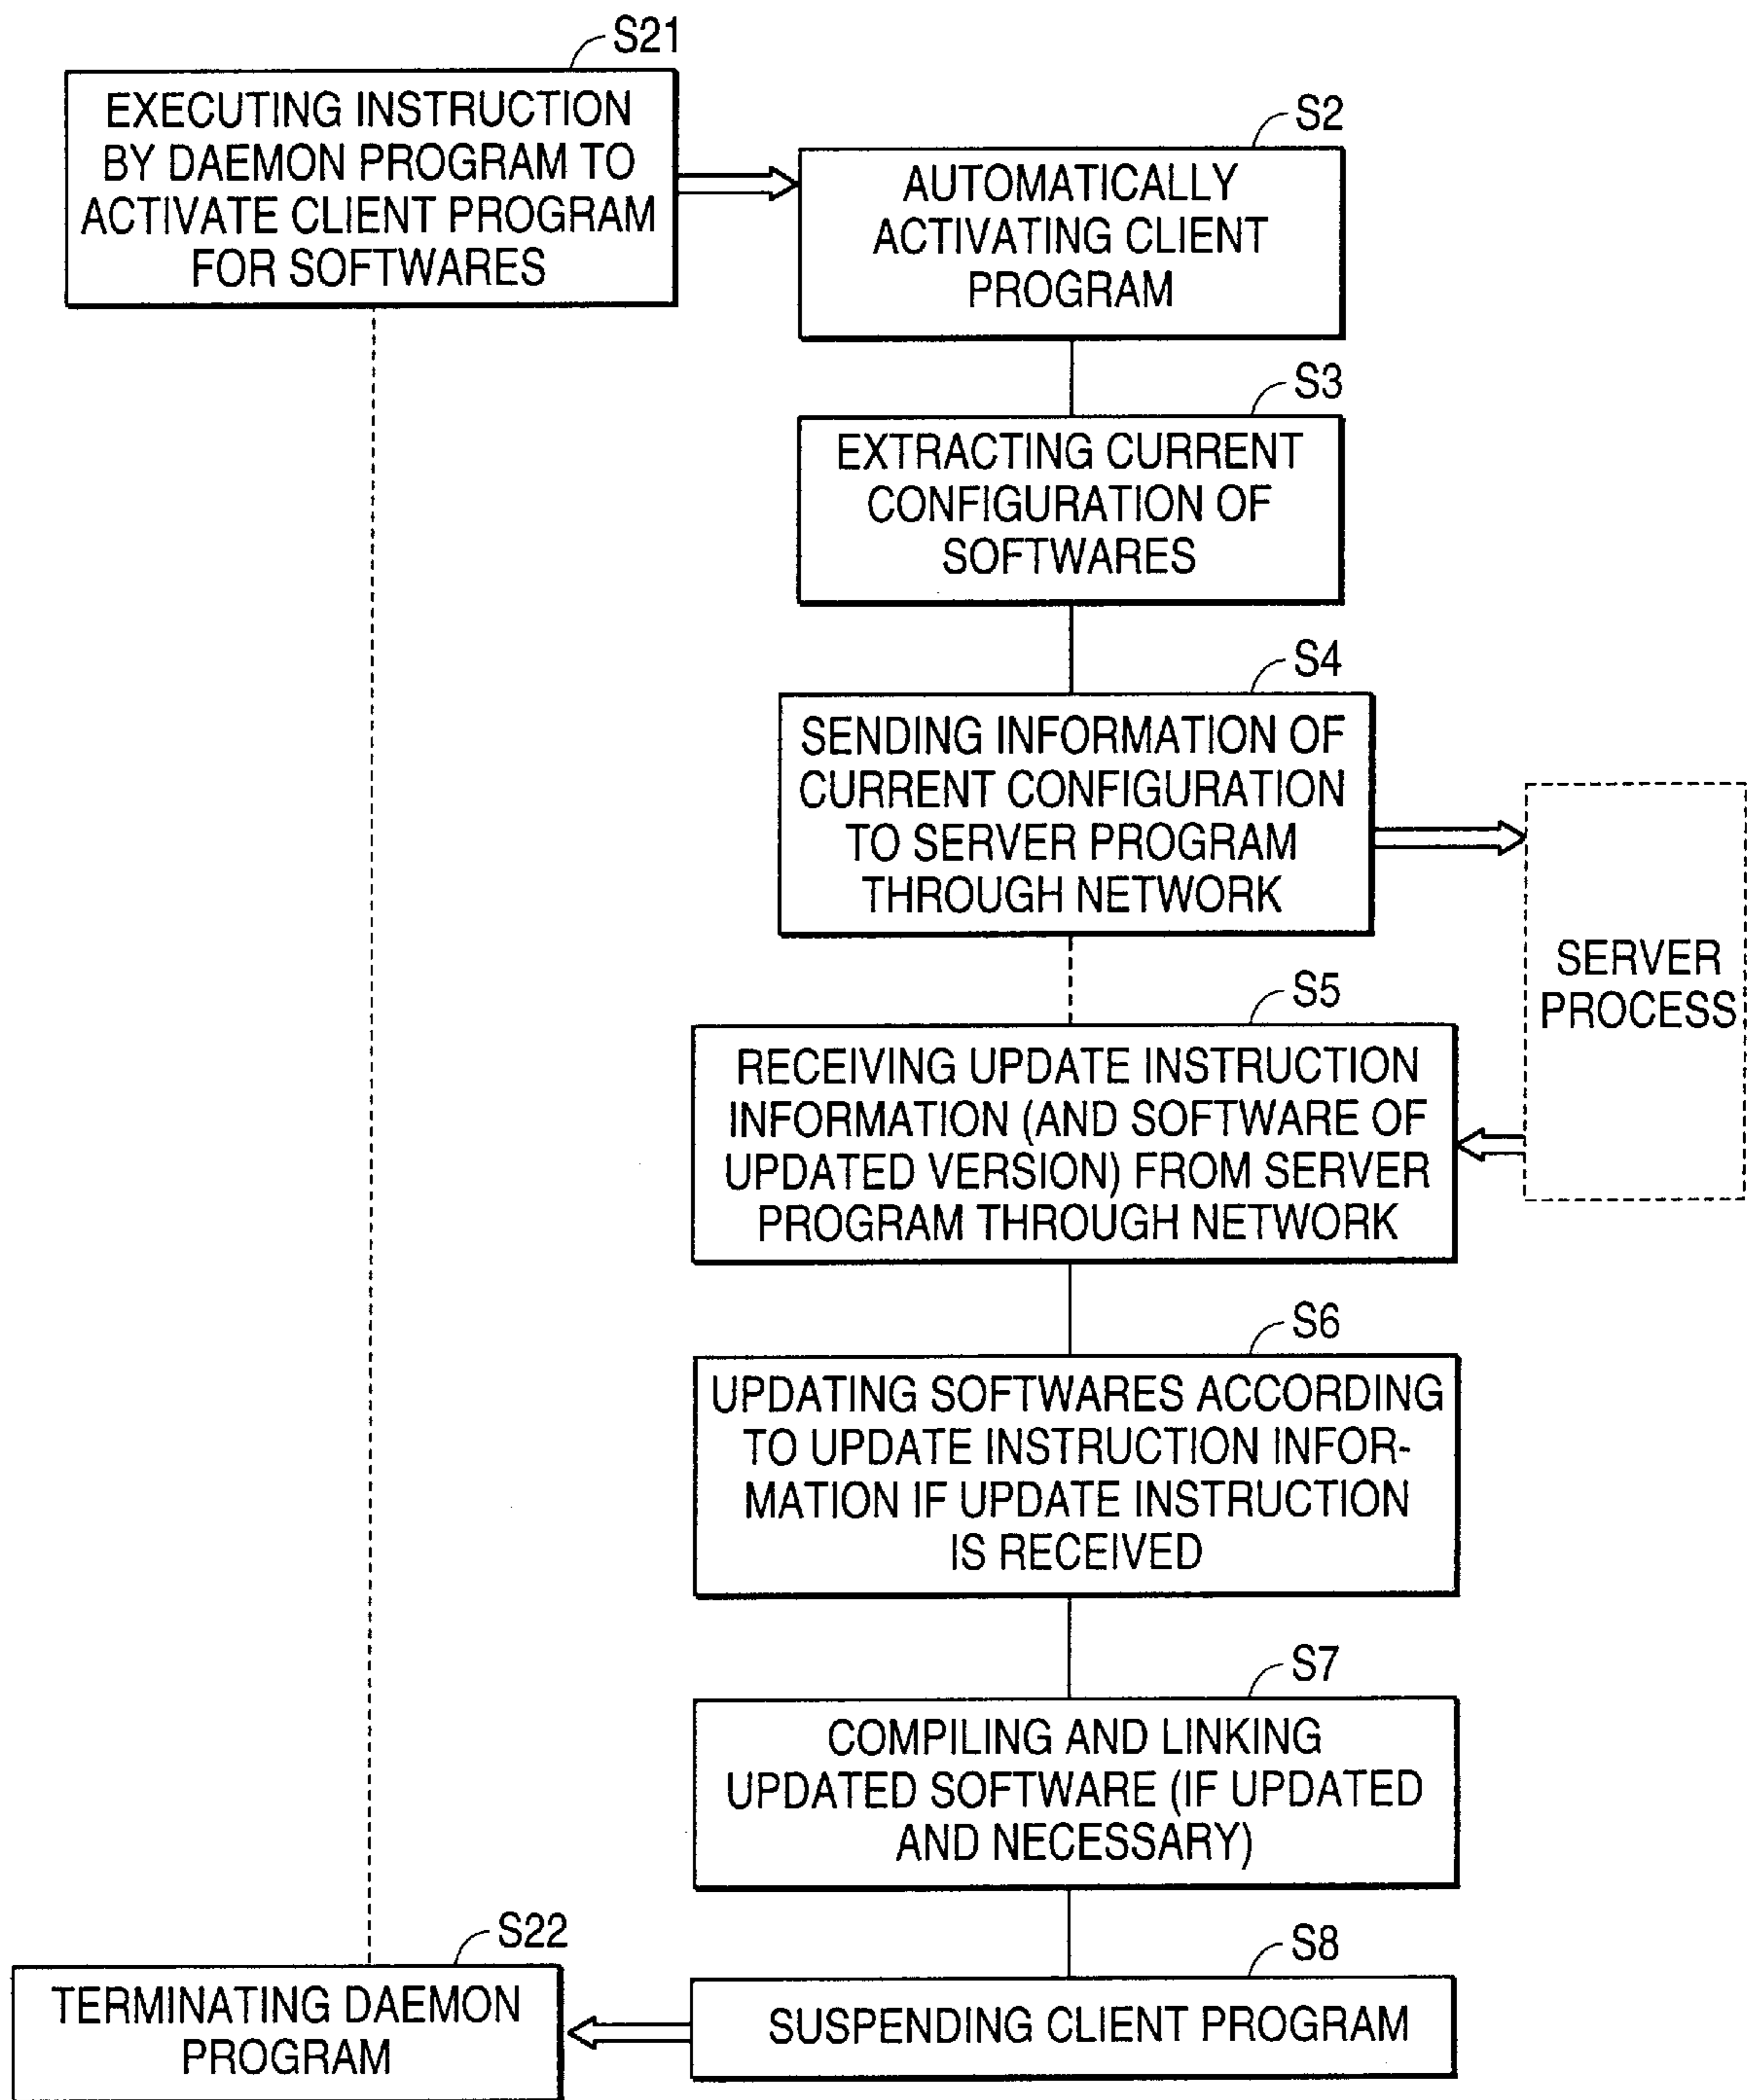 S21
EXECUTING INSTRUCTION
BY DAEMON PROGRAM TO
ACTIVATE CLIENT PROGRAM
FOR SOFTWARES
S2
AUTOMATICALLY
ACTIVATING CLIENT
PROGRAM
S3
EXTRACTING CURRENT
CONFIGURATION OF
SOFTWARES
S4
SENDING INFORMATION OF
CURRENT CONFIGURATION
TO SERVER PROGRAM
THROUGH NETWORK
SERVER
PROCESS
S5
RECEIVING UPDATE INSTRUCTION
INFORMATION (AND SOFTWARE OF
UPDATED VERSION) FROM SERVER
PROGRAM THROUGH NETWORK
S6
UPDATING SOFTWARES ACCORDING
TO UPDATE INSTRUCTION INFOR-
MATION IF UPDATE INSTRUCTION
IS RECEIVED
S7
COMPILING AND LINKING
UPDATED SOFTWARE (IF UPDATED
AND NECESSARY)
S8
SUSPENDING CLIENT PROGRAM
S22
TERMINATING DAEMON
PROGRAM